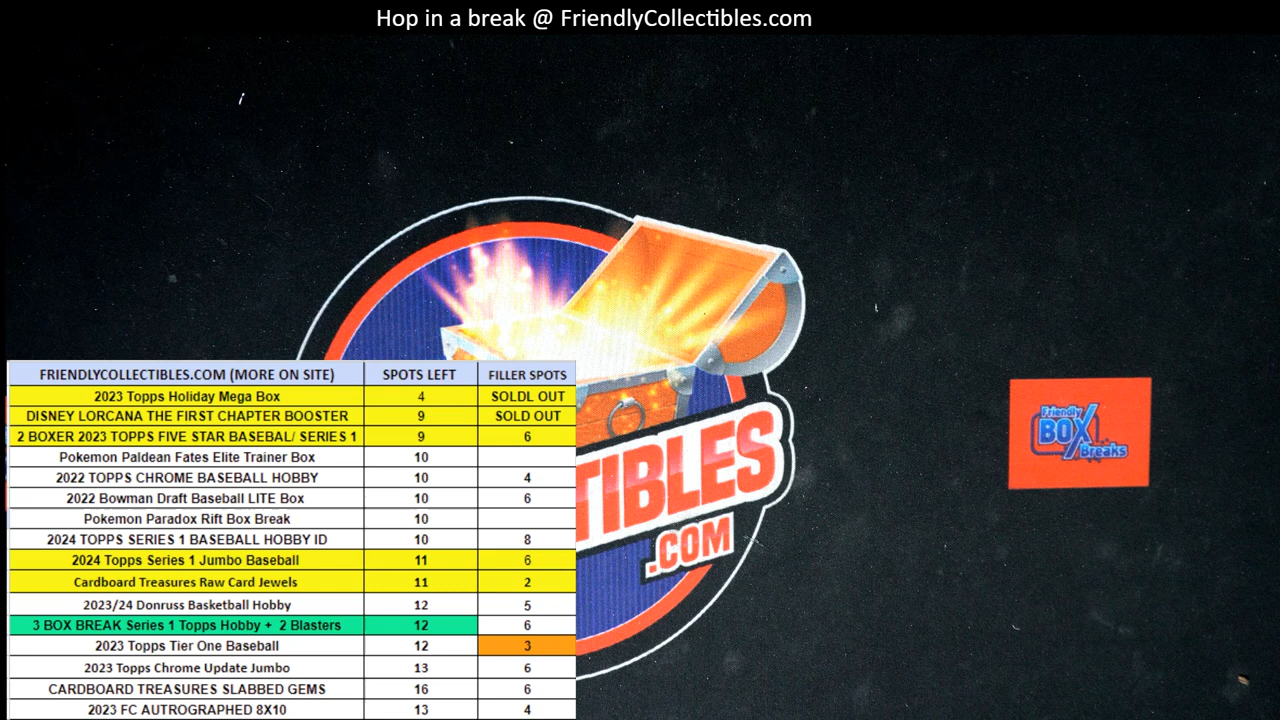 Hop in a break @ FriendlyCollectibles.com
FRIENDLYCOLLECTIBLES.COM (MORE ON SITE) SPOTS LEFT FILLER SPOTS
2023 Topps Holiday Mega Box 4 SOLDL OUT
DISNEY LORCANA THE FIRST CHAPTER BOOSTER 9 SOLD OUT
2 BOXER 2023 TOPPS FIVE STAR BASEBAL/ SERIES 1 9 6
Pokemon Paldean Fates Elite Trainer Box 10
2022 TOPPS CHROME BASEBALL HOBBY 10 4
2022 Bowman Draft Baseball LITE Box 10 6
Pokemon Paradox Rift Box Break 10
2024 TOPPS SERIES 1 BASEBALL HOBBY ID 10 8
2024 Topps Series 1 Jumbo Baseball 11 6
Cardboard Treasures Raw Card Jewels 11 2
2023/24 Donruss Basketball Hobby 12 5
3 BOX BREAK Series 1 Topps Hobby + 2 Blasters 12 6
2023 Topps Tier One Baseball 12 3
2023 Topps Chrome Update Jumbo 13 6
CARDBOARD TREASURES SLABBED GEMS 16 6
2023 FC AUTROGRAPHED 8X10 13 4
TIBLES
.COM
Friendly
BOX
Breaks